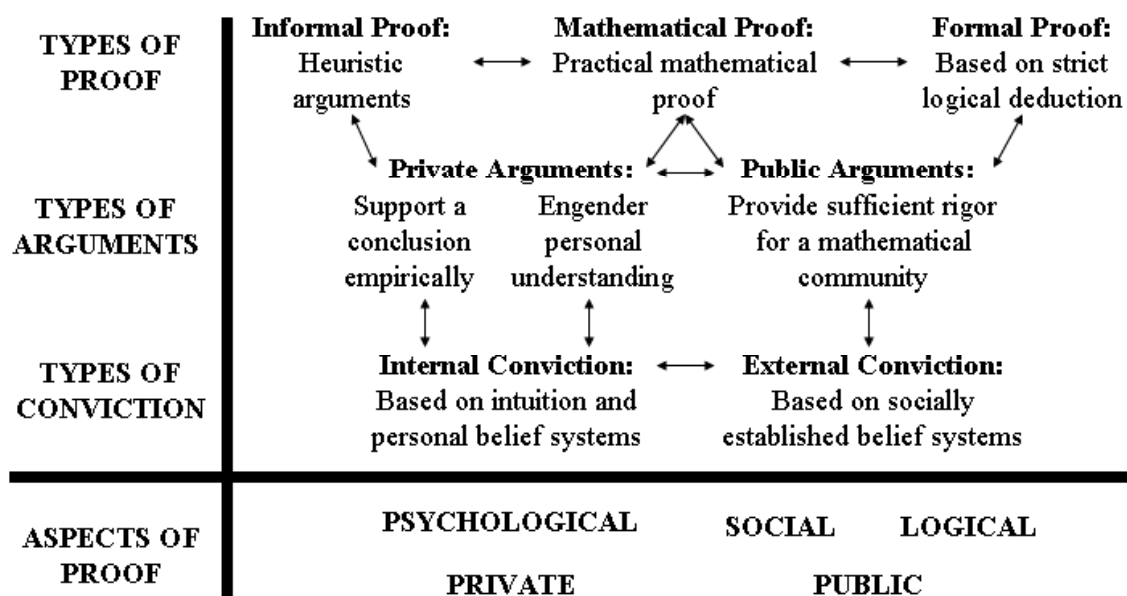 TYPES OF
PROOF
Informal Proof:
Heuristic
arguments
Mathematical Proof:
Practical mathematical
proof
Formal Proof:
Based on strict
logical deduction
TYPES OF
ARGUMENTS
Private Arguments:
Support a
conclusion
empirically
Engender
personal
understanding
Public Arguments:
Provide sufficient rigor
for a mathematical
community
TYPES OF
CONVICTION
Internal Conviction:
Based on intuition and
personal belief systems
External Conviction:
Based on socially
established belief systems
ASPECTS OF
PROOF
PSYCHOLOGICAL
SOCIAL
LOGICAL
PRIVATE
PUBLIC